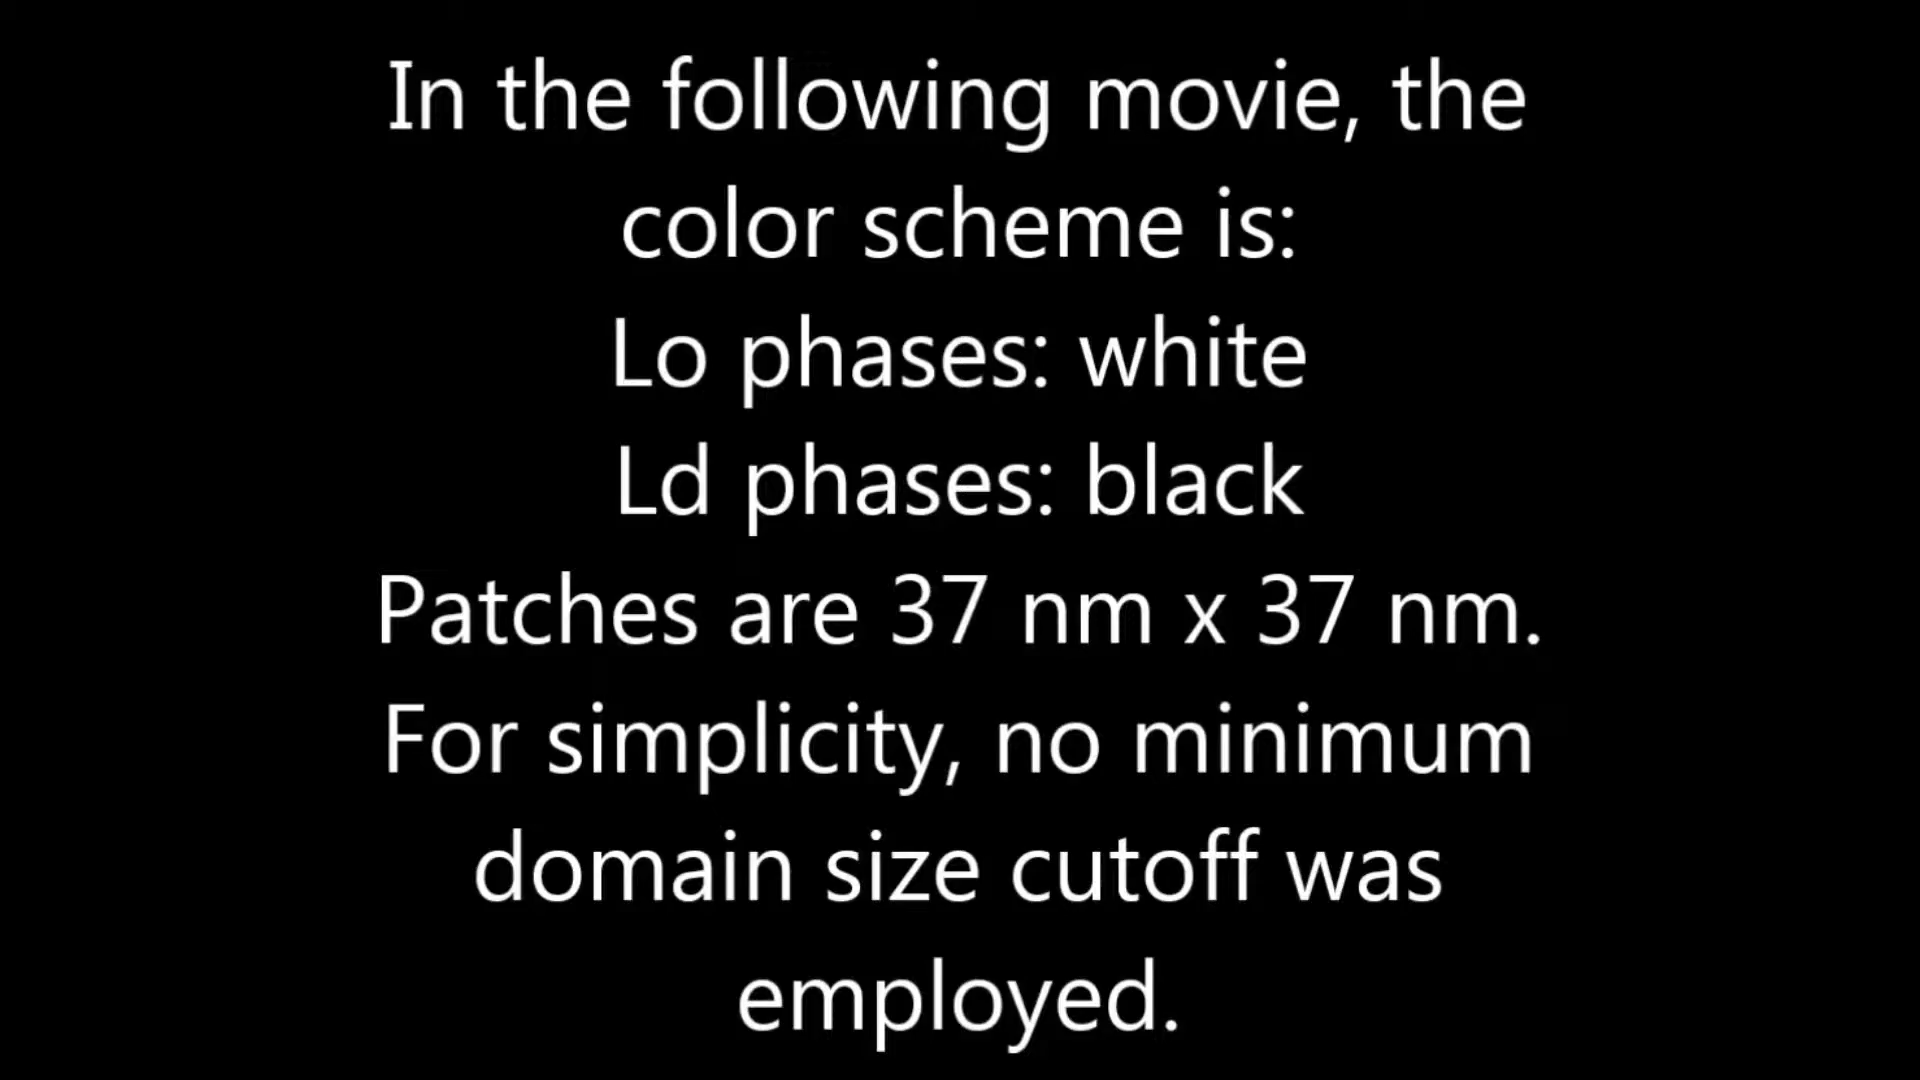 In the following movie, the
color scheme is:
Lo phases: white
Ld phases: black
Patches are 37 nm x 37 nm.
For simplicity, no minimum
domain size cutoff was
employed.